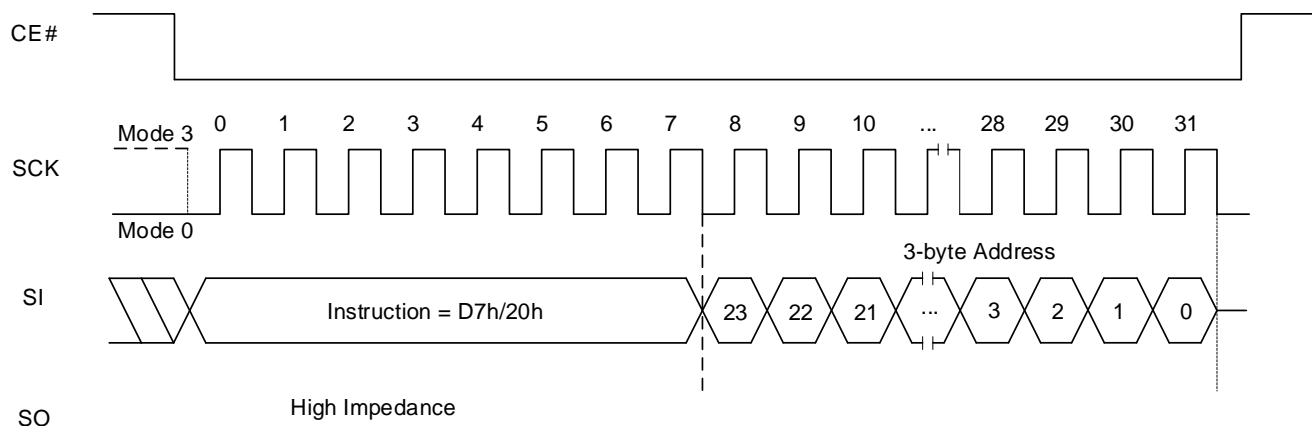 CE#
Mode 3
0 1 2 3 4 5 6 7 8 9 10 ... 28 29 30 31
SCK
Mode 0
3-byte Address
SI
Instruction = D7h/20h
23 22 21 ... 3 2 1 0
High Impedance
SO